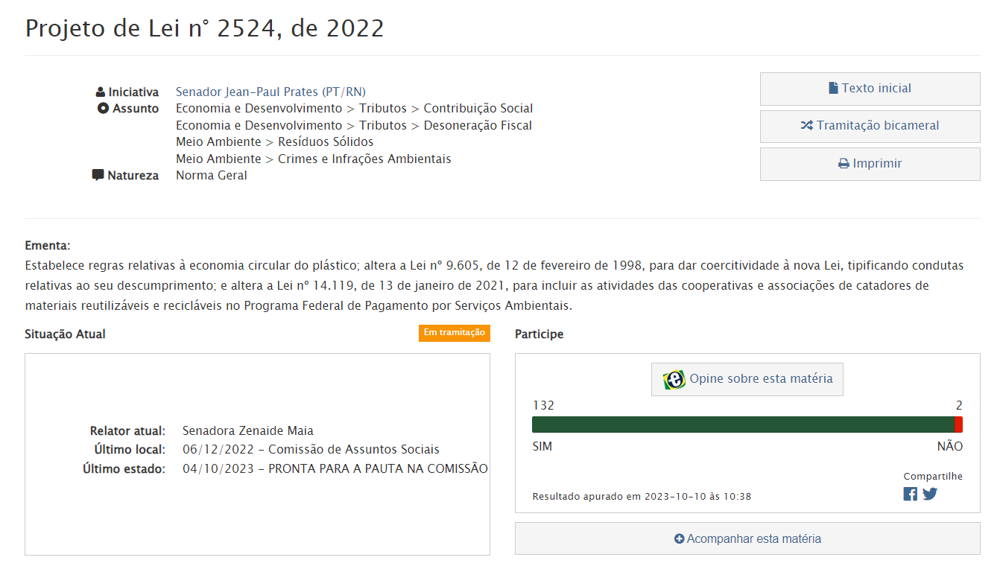 Projeto de Lei n° 2524, de 2022
Iniciativa Senador Jean-Paul Prates (PT/RN)
Assunto Economia e Desenvolvimento > Tributos > Contribuição Social
Economia e Desenvolvimento > Tributos > Desoneração Fiscal
Meio Ambiente > Resíduos Sólidos
Meio Ambiente > Crimes e Infrações Ambientais
Natureza Norma Geral
Texto inicial
Tramitação bicameral
Imprimir
Ementa:
Estabelece regras relativas à economia circular do plástico; altera a Lei nº 9.605, de 12 de fevereiro de 1998, para dar coercitividade à nova Lei, tipificando condutas
relativas ao seu descumprimento; e altera a Lei nº 14.119, de 13 de janeiro de 2021, para incluir as atividades das cooperativas e associações de catadores de
materiais reutilizáveis e recicláveis no Programa Federal de Pagamento por Serviços Ambientais.
Situação Atual Em tramitação
Relator atual: Senadora Zenaide Maia
Último local: 06/12/2022 - Comissão de Assuntos Sociais
Último estado: 04/10/2023 - PRONTA PARA A PAUTA NA COMISSÃO
Participe
e Opine sobre esta matéria
132 2
SIM NÃO
Compartilhe
Resultado apurado em 2023-10-10 às 10:38
Acompanhar esta matéria